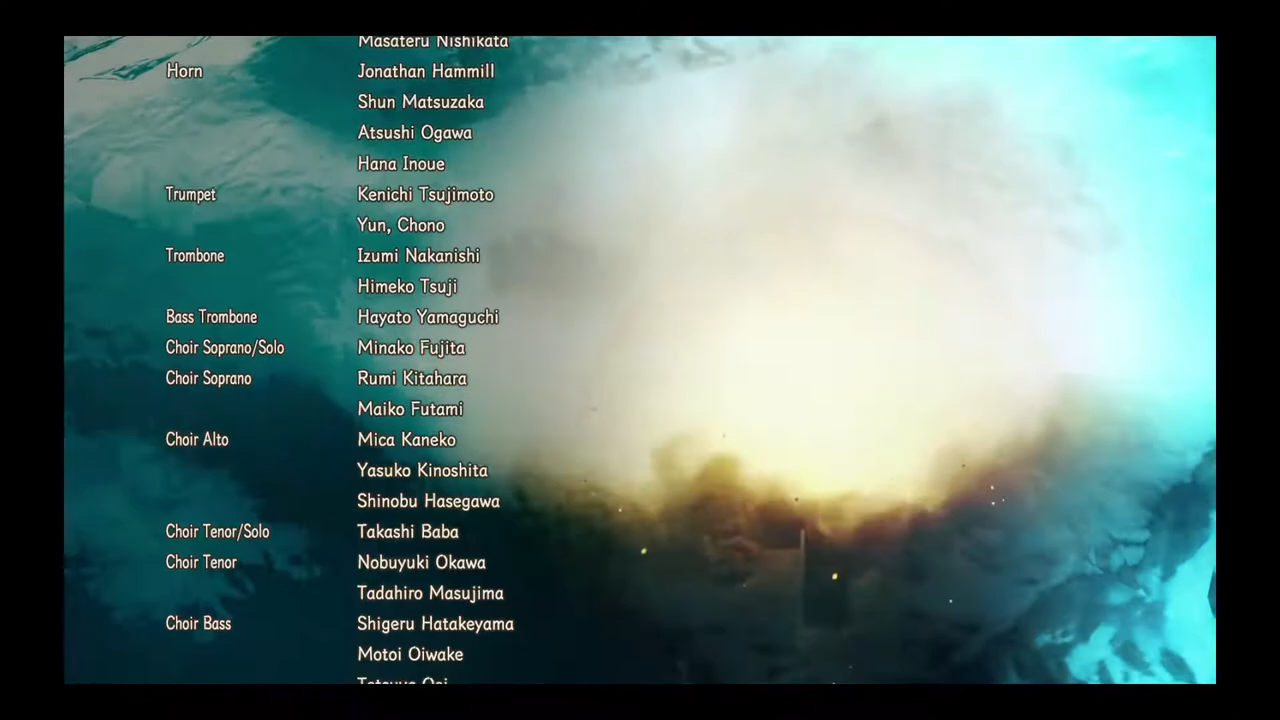 Masateru Nishikata
Horn Jonathan Hammill
Shun Matsuzaka
Atsushi Ogawa
Hana Inoue
Trumpet Kenichi Tsujimoto
Yun, Chono
Trombone Izumi Nakanishi
Himeko Tsuji
Bass Trombone Hayato Yamaguchi
Choir Soprano/Solo Minako Fujita
Choir Soprano Rumi Kitahara
Maiko Futami
Choir Alto Mica Kaneko
Yasuko Kinoshita
Shinobu Hasegawa
Choir Tenor/Solo Takashi Baba
Choir Tenor Nobuyuki Okawa
Tadahiro Masujima
Choir Bass Shigeru Hatakeyama
Motoi Oiwake